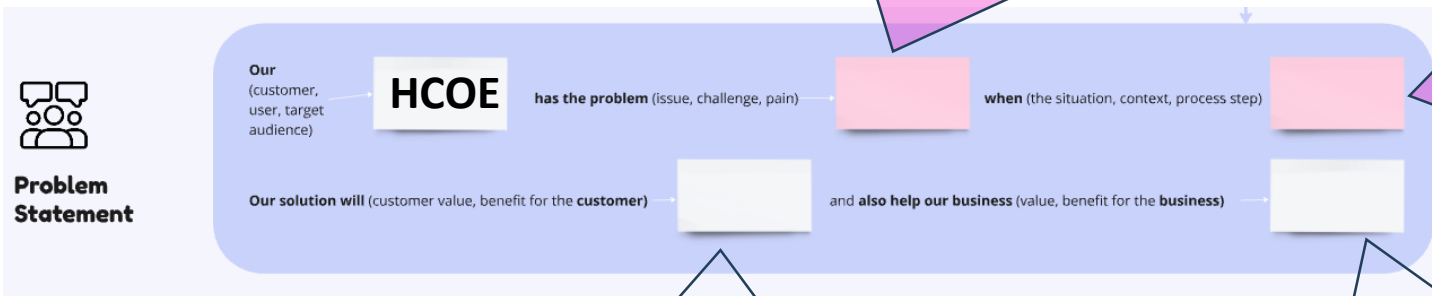 Our
(customer,
user, target
audience)
HCOE
has the problem (issue, challenge, pain)
when (the situation, context, process step)
Problem
Statement
Our solution will (customer value, benefit for the customer)
and also help our business (value, benefit for the business)